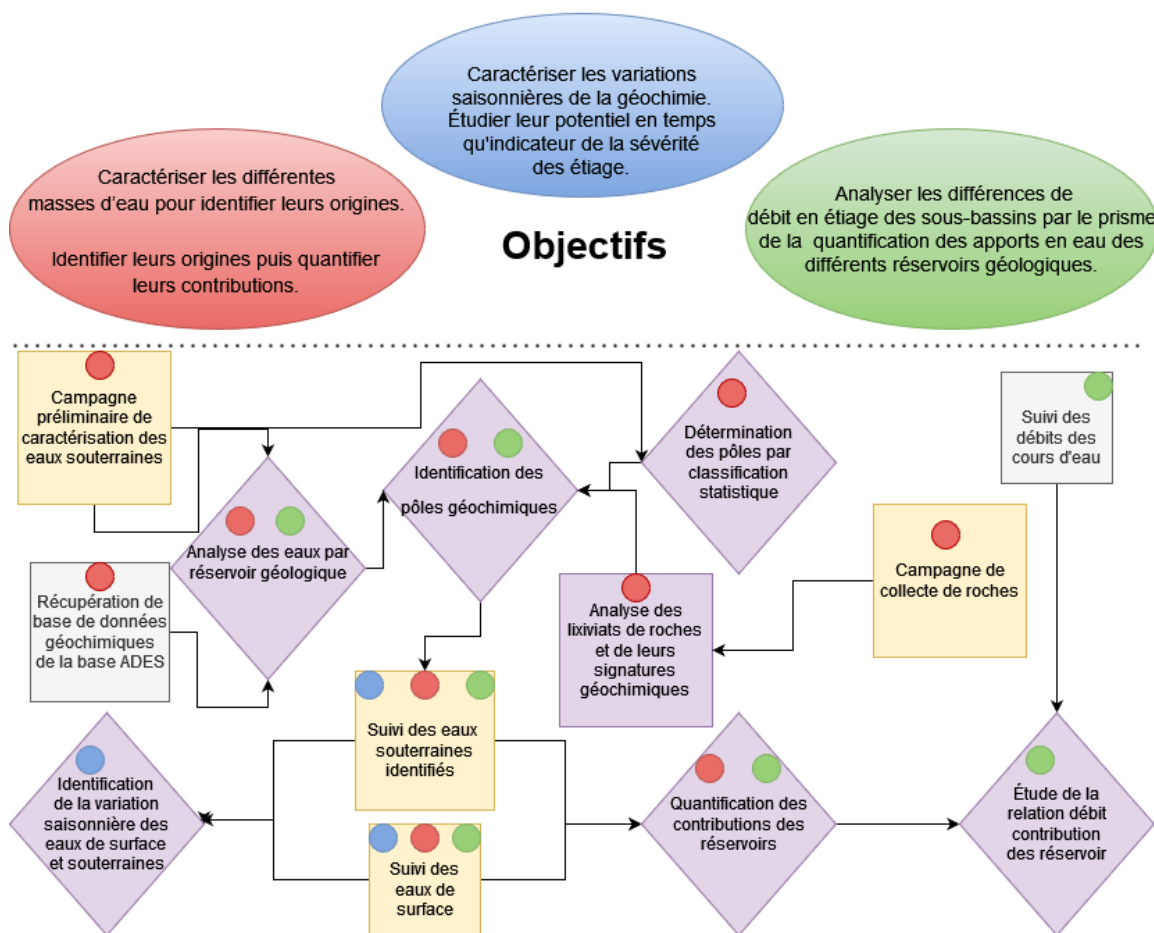 Caractériser les variations
saisonnières de la géochimie.
Étudier leur potentiel en temps
qu'indicateur de la sévérité
des étiage.
Caractériser les différentes
masses d'eau pour identifier leurs origines.
Identifier leurs origines puis quantifier
leurs contributions.
Analyser les différences de
débit en étiage des sous-bassins par le prisme
de la quantification des apports en eau des
différents réservoirs géologiques.
Objectifs
Campagne
préliminaire de
caractérisation des
eaux souterraines
Identification des
pôles géochimiques
Détermination
des pôles par
classification
statistique
Suivi des
débits des
cours d'eau
Analyse des eaux par
réservoir géologique
Récupération de
base de données
géochimiques
de la base ADES
Analyse des
lixiviats de roches
et de leurs
signatures
géochimiques
Campagne de
collecte de roches
Suivi des eaux
souterraines
identifiés
Identification
de la variation
saisonnière des
eaux de surface
et souterraines
Quantification des
contributions des
réservoirs
Étude de la
relation débit
contribution
des réservoir
Suivi des
eaux de
surface